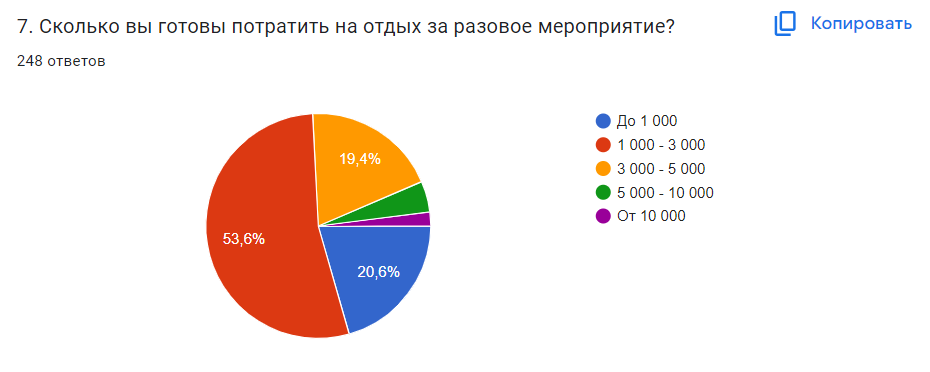 7. Сколько вы готовы потратить на отдых за разовое мероприятие?
Копировать
248 ответов
До 1 000
1 000 - 3 000
3 000 - 5 000
5 000 - 10 000
От 10 000
19,4%
53,6%
20,6%